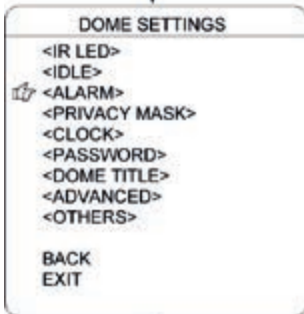 DOME SETTINGS
<IR LED>
<IDLE>
<ALARM>
<PRIVACY MASK>
<CLOCK>
<PASSWORD>
<DOME TITLE>
<ADVANCED>
<OTHERS>
BACK
EXIT